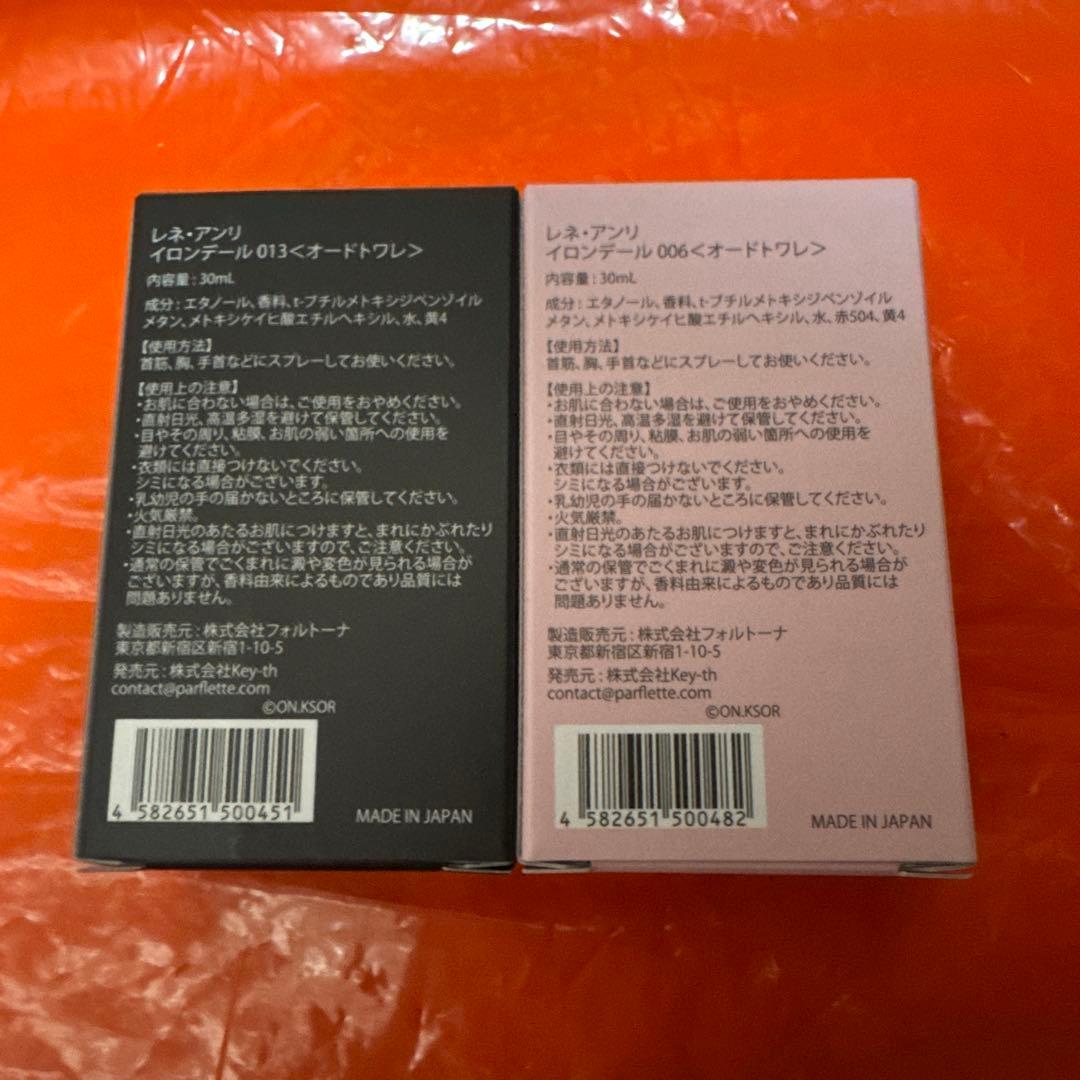 レネ・アンリ
イロンデール 013<オードトワレ>
内容量：30mL
成分：エタノール、香料、t-ブチルメトキシジベンゾイル
メタン、メトキシケイヒ酸エチルヘキシル、水、黄4
【使用方法】
首筋、胸、手首などにスプレーしてお使いください。
【使用上の注意】
・お肌に合わない場合は、ご使用をおやめください。
・直射日光、高温多湿を避けて保管してください。
・目やその周り、粘膜、お肌の弱い箇所への使用を
避けてください。
・衣類には直接つけないでください。
シミになる場合がございます。
・乳幼児の手の届かないところに保管してください。
・火気厳禁。
・直射日光のあたるお肌につけますと、まれにかぶれたり
シミになる場合がございますので、ご注意ください。
・通常の保管でごくまれに澱や変色が見られる場合が
ございますが、香料由来によるものであり品質には
問題ありません。
製造販売元：株式会社フォルトーナ
東京都新宿区新宿1-10-5
発売元：株式会社Key-th
contact@parflette.com
©ON.KSOR
4 582651 500451
MADE IN JAPAN
レネ・アンリ
イロンデール 006<オードトワレ>
内容量：30mL
成分：エタノール、香料、t-ブチルメトキシジベンゾイル
メタン、メトキシケイヒ酸エチルヘキシル、水、赤504、黄4
【使用方法】
首筋、胸、手首などにスプレーしてお使いください。
【使用上の注意】
・お肌に合わない場合は、ご使用をおやめください。
・直射日光、高温多湿を避けて保管してください。
・目やその周り、粘膜、お肌の弱い箇所への使用を
避けてください。
・衣類には直接つけないでください。
シミになる場合がございます。
・乳幼児の手の届かないところに保管してください。
・火気厳禁。
・直射日光のあたるお肌につけますと、まれにかぶれたり
シミになる場合がございますので、ご注意ください。
・通常の保管でごくまれに澱や変色が見られる場合が
ございますが、香料由来によるものであり品質には
問題ありません。
製造販売元：株式会社フォルトーナ
東京都新宿区新宿1-10-5
発売元：株式会社Key-th
contact@parflette.com
©ON.KSOR
4 582651 500482
MADE IN JAPAN